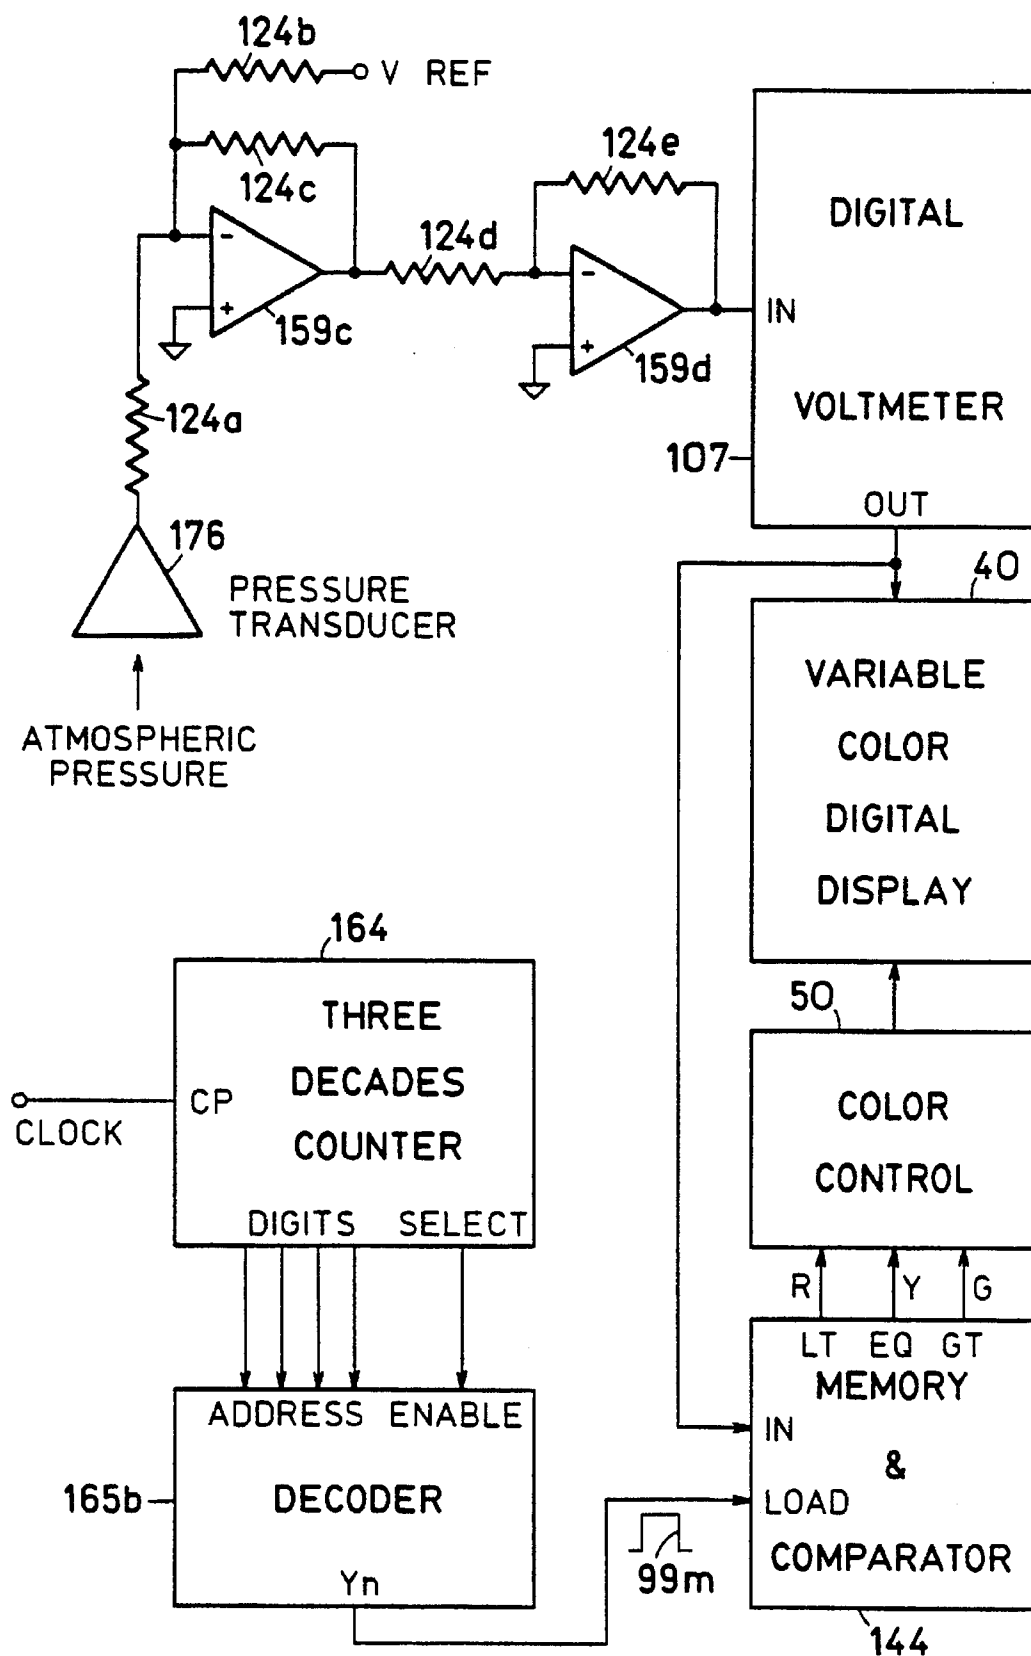 124b
V REF
124c
124e
DIGITAL
124d
IN
159c
159d
124a
VOLTMETER
107
OUT
176
40
PRESSURE
TRANSDUCER
VARIABLE
COLOR
DIGITAL
DISPLAY
ATMOSPHERIC
PRESSURE
164
THREE
DECADES
COUNTER
CP
CLOCK
DIGITS SELECT
50
COLOR
CONTROL
R Y G
LT EQ GT
MEMORY
&
COMPARATOR
IN
LOAD
ADDRESS ENABLE
165b
DECODER
Yn
99m
144